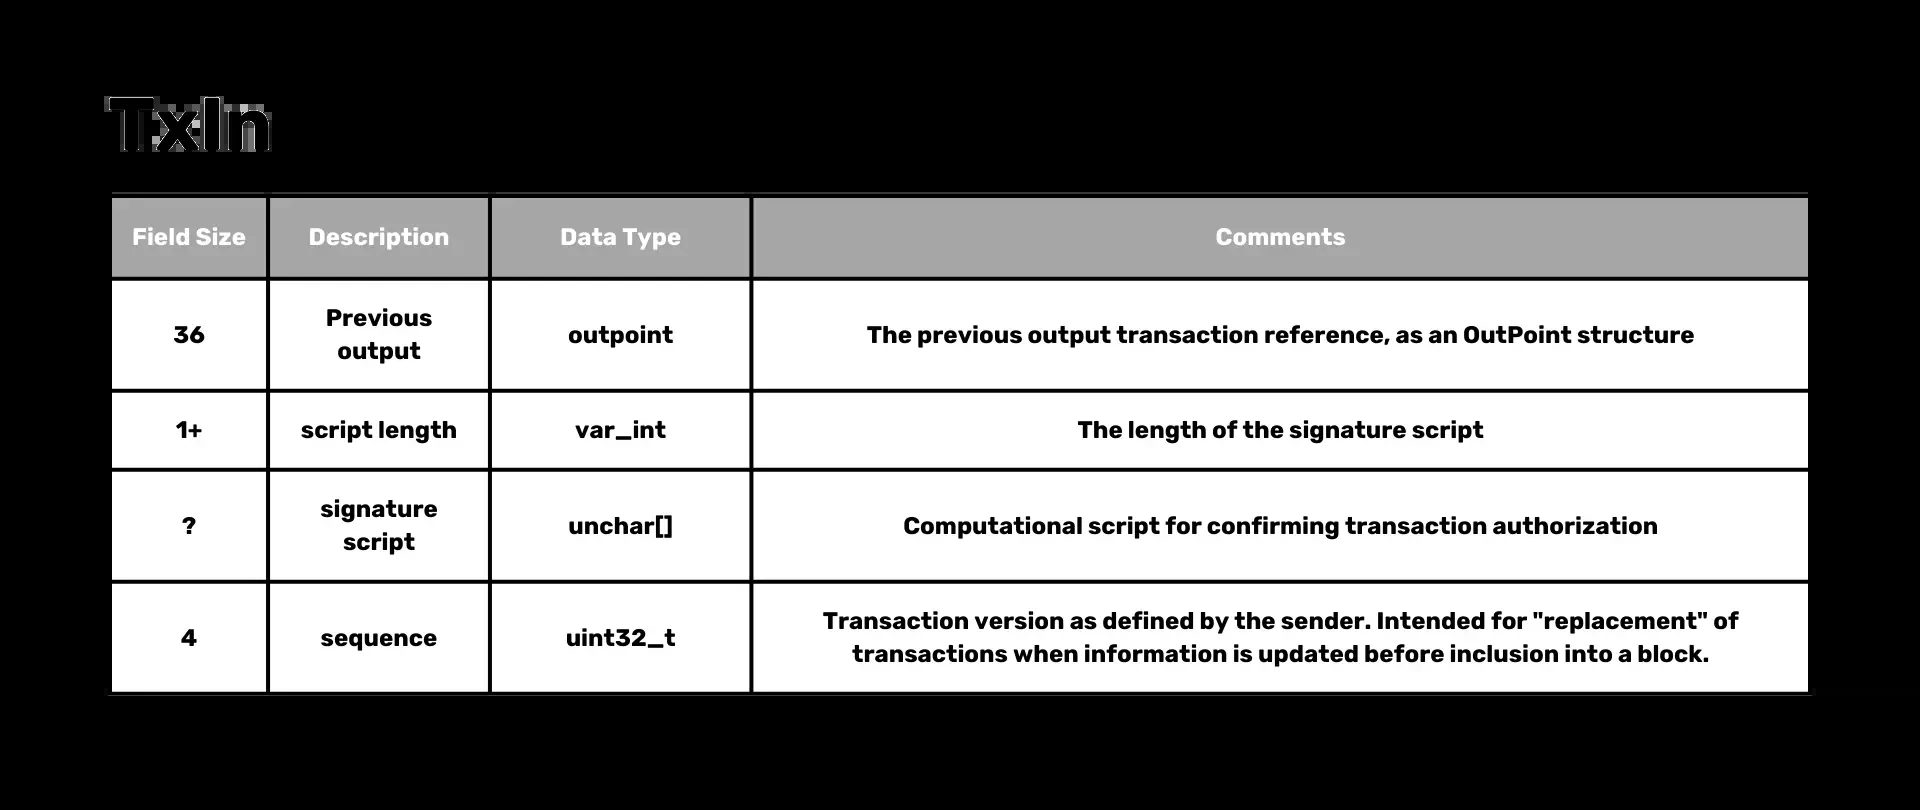 TxIn
Field Size
Description
Data Type
Comments
36
Previous
output
outpoint
The previous output transaction reference, as an OutPoint structure
1+
script length
var_int
The length of the signature script
?
signature
script
unchar[]
Computational script for confirming transaction authorization
4
sequence
uint32_t
Transaction version as defined by the sender. Intended for "replacement" of
transactions when information is updated before inclusion into a block.